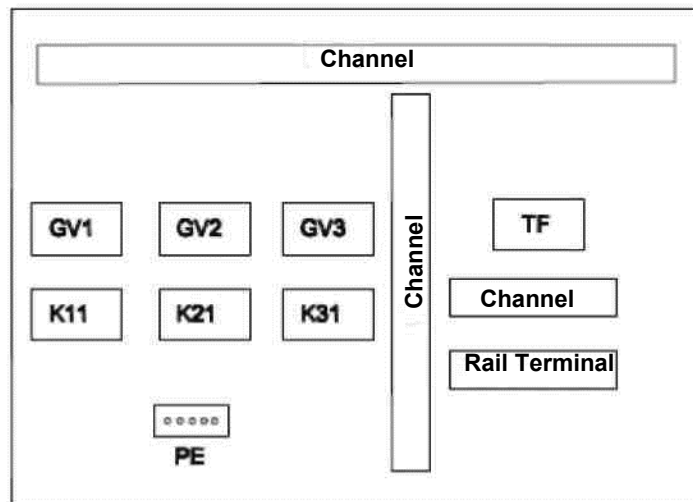 Channel
GV1
GV2
GV3
TF
Channel
Channel
K11
K21
K31
Rail Terminal
PE